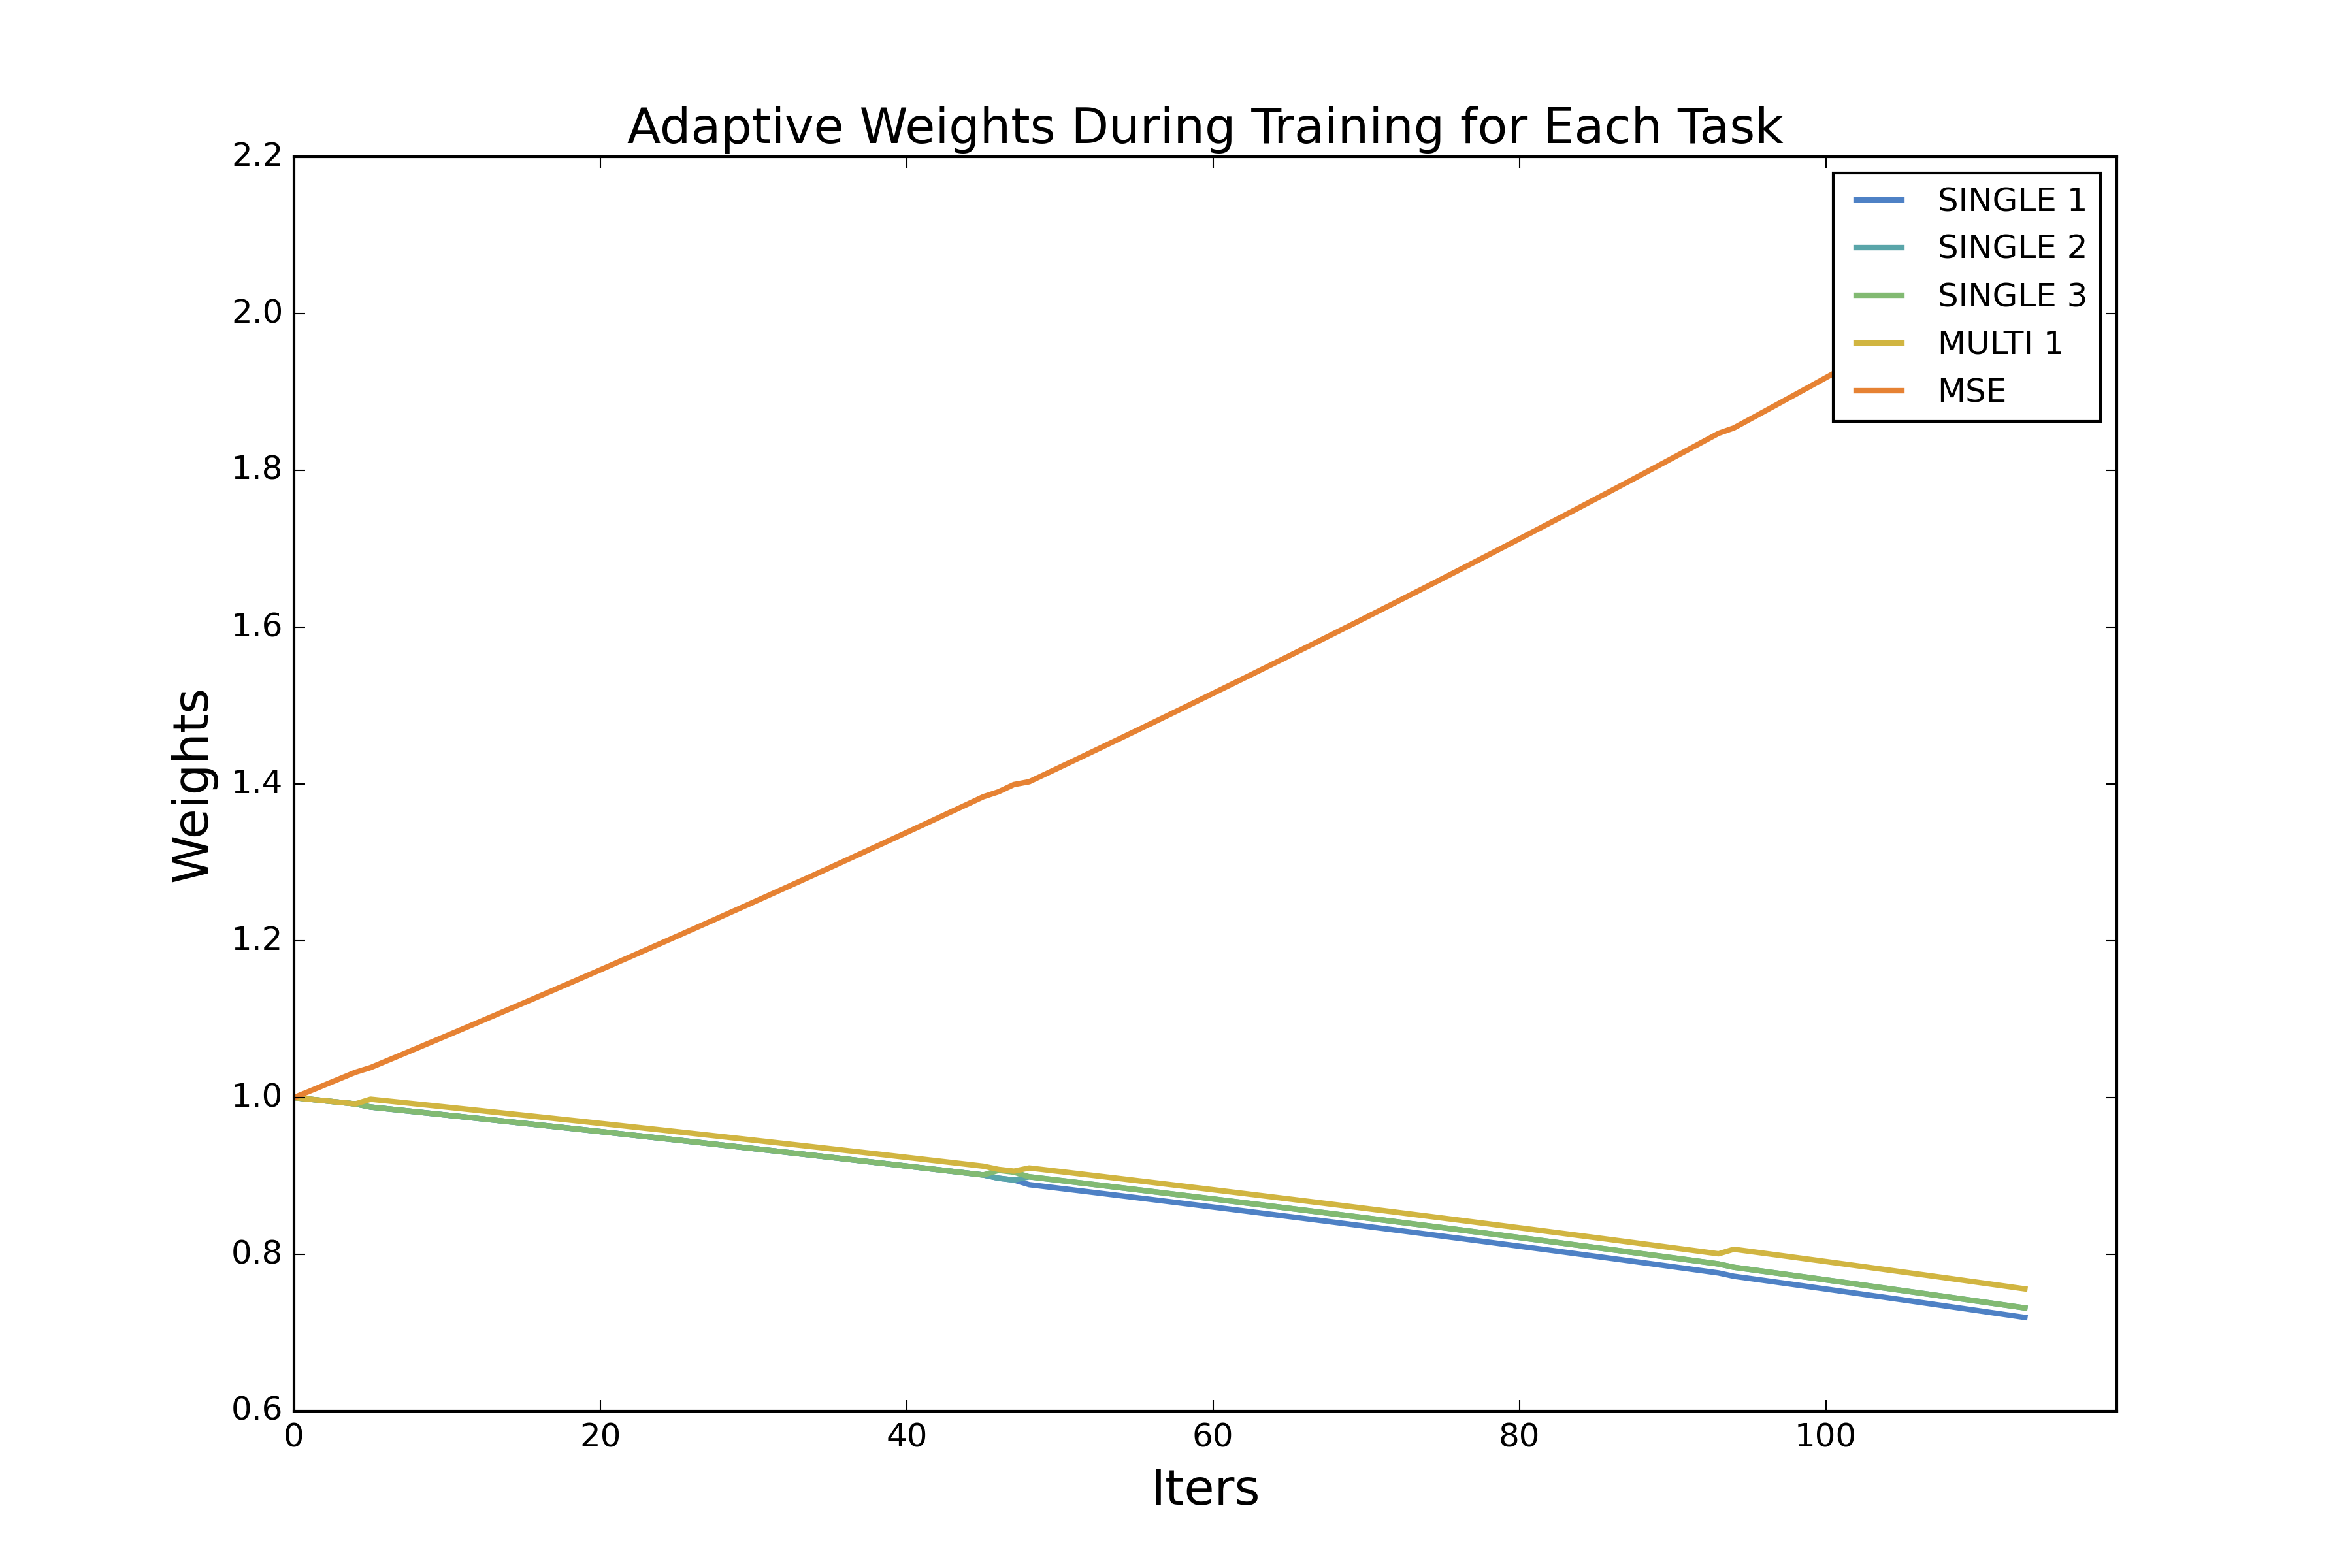 Adaptive Weights During Training for Each Task
2.2
2.0
1.8
1.6
1.4
1.2
1.0
0.8
0.6
Weights
SINGLE 1
SINGLE 2
SINGLE 3
MULTI 1
MSE
0 20 40 60 80 100
Iters